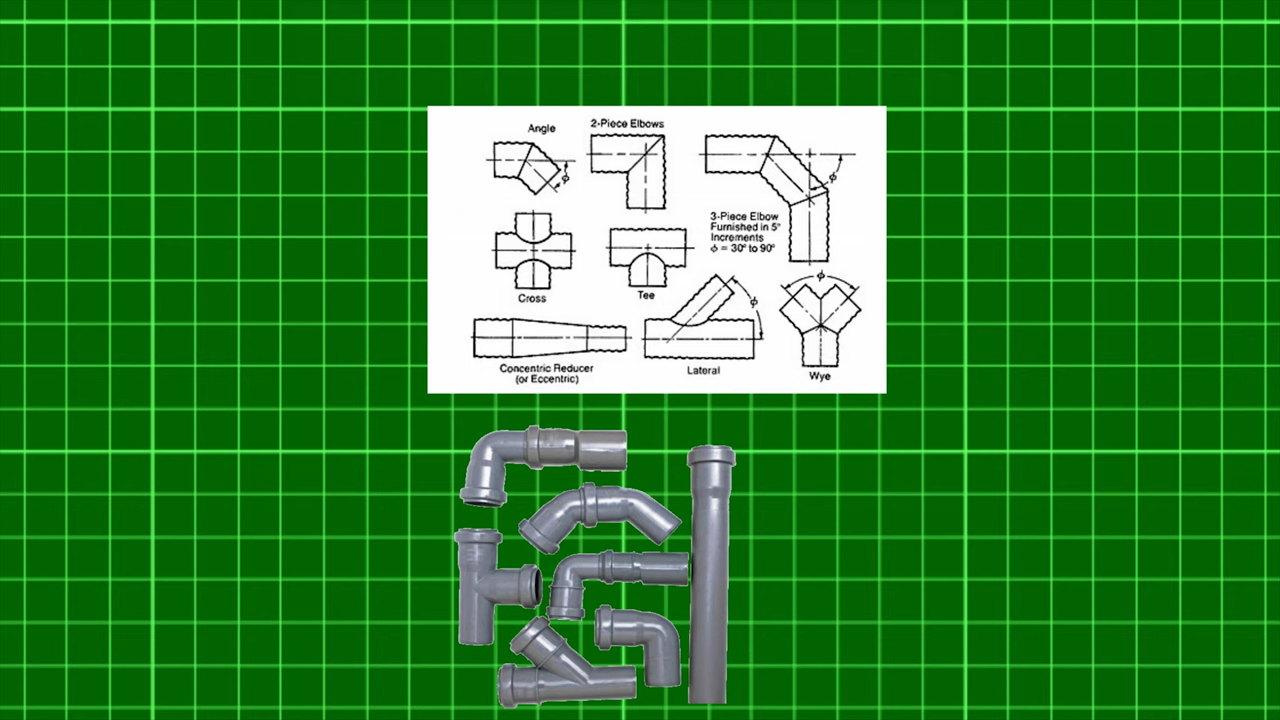 Angle
2-Piece Elbows
ϕ
ϕ
3-Piece Elbow
Furnished in 5°
Increments
ϕ = 30° to 90°
Cross
Tee
ϕ
ϕ
Concentric Reducer
(or Eccentric)
Lateral
Wye